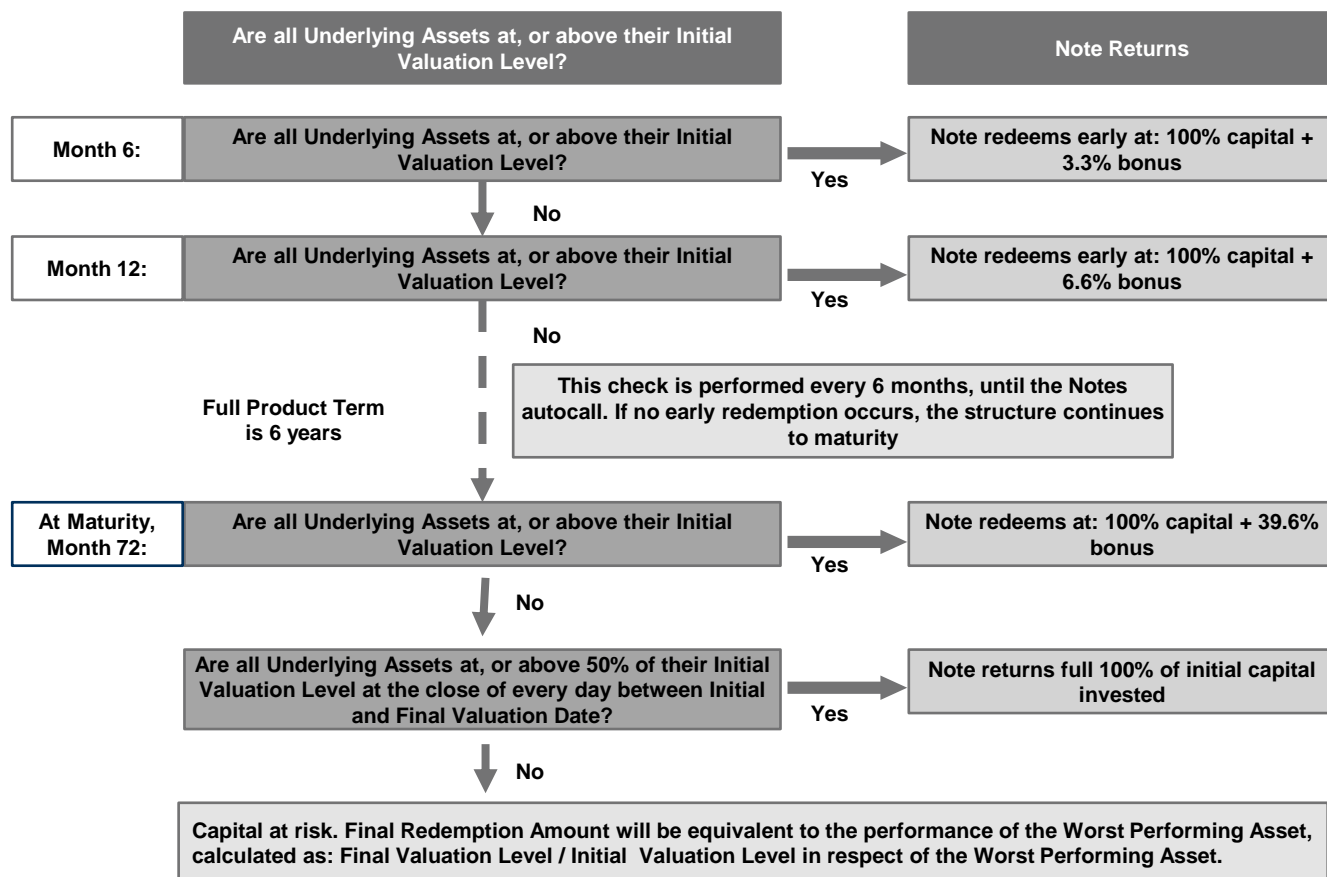 Are all Underlying Assets at, or above their Initial
Valuation Level?
Note Returns
Month 6:
Are all Underlying Assets at, or above their Initial
Valuation Level?
Yes
Note redeems early at: 100% capital +
3.3% bonus
No
Month 12:
Are all Underlying Assets at, or above their Initial
Valuation Level?
Yes
Note redeems early at: 100% capital +
6.6% bonus
No
Full Product Term
is 6 years
This check is performed every 6 months, until the Notes
autocall. If no early redemption occurs, the structure continues
to maturity
At Maturity,
Month 72:
Are all Underlying Assets at, or above their Initial
Valuation Level?
Yes
Note redeems at: 100% capital + 39.6%
bonus
No
Are all Underlying Assets at, or above 50% of their Initial
Valuation Level at the close of every day between Initial
and Final Valuation Date?
Yes
Note returns full 100% of initial capital
invested
No
Capital at risk. Final Redemption Amount will be equivalent to the performance of the Worst Performing Asset,
calculated as: Final Valuation Level / Initial Valuation Level in respect of the Worst Performing Asset.